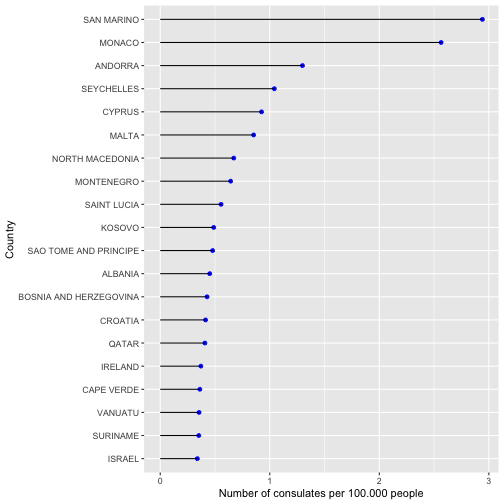 SAN MARINO
MONACO
ANDORRA
SEYCHELLES
CYPRUS
MALTA
NORTH MACEDONIA
MONTENEGRO
SAINT LUCIA
KOSOVO
SAO TOME AND PRINCIPE
ALBANIA
BOSNIA AND HERZEGOVINA
CROATIA
QATAR
IRELAND
CAPE VERDE
VANUATU
SURINAME
ISRAEL
Country
0 1 2 3
Number of consulates per 100.000 people